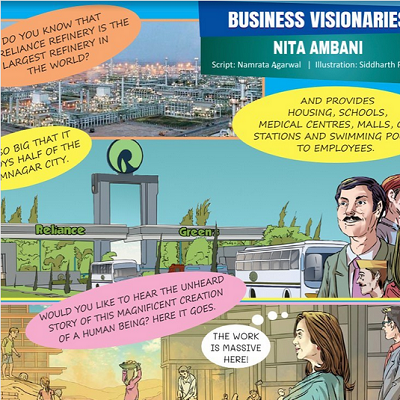 BUSINESS VISIONARIES
NITA AMBANI
Script: Namrata Agarwal | Illustration: Siddharth
DO YOU KNOW THAT
RELIANCE REFINERY IS THE
LARGEST REFINERY IN
THE WORLD?
AND PROVIDES
HOUSING, SCHOOLS,
MEDICAL CENTRES, MALLS,
STATIONS AND SWIMMING
TO EMPLOYEES.
SO BIG THAT IT
HALF OF THE
CITY.
Reliance Green
WOULD YOU LIKE TO HEAR THE UNHEARD
STORY OF THIS MAGNIFICENT CREATION
OF A HUMAN BEING? HERE IT GOES.
THE WORK
IS MASSIVE
HERE!